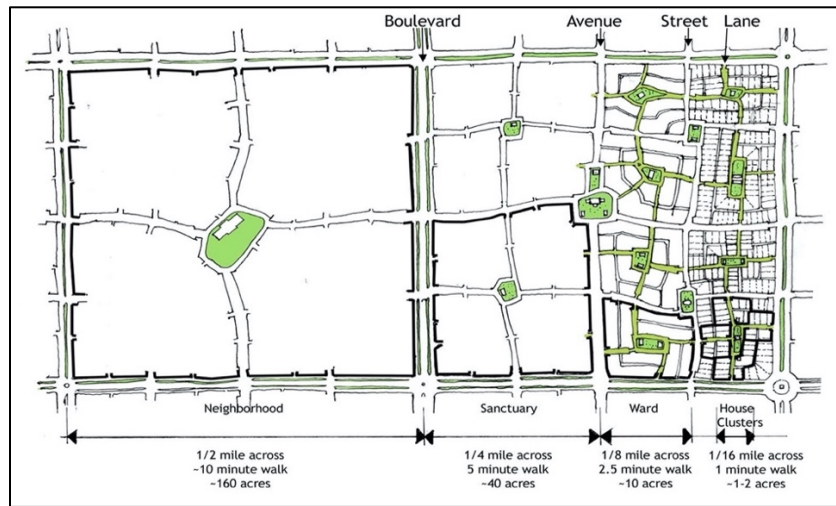 Boulevard
Avenue
Street
Lane
Neighborhood
Sanctuary
Ward
House
Clusters
1/2 mile across
~10 minute walk
~160 acres
1/4 mile across
5 minute walk
~40 acres
1/8 mile across
2.5 minute walk
~10 acres
1/16 mile across
1 minute walk
~1-2 acres